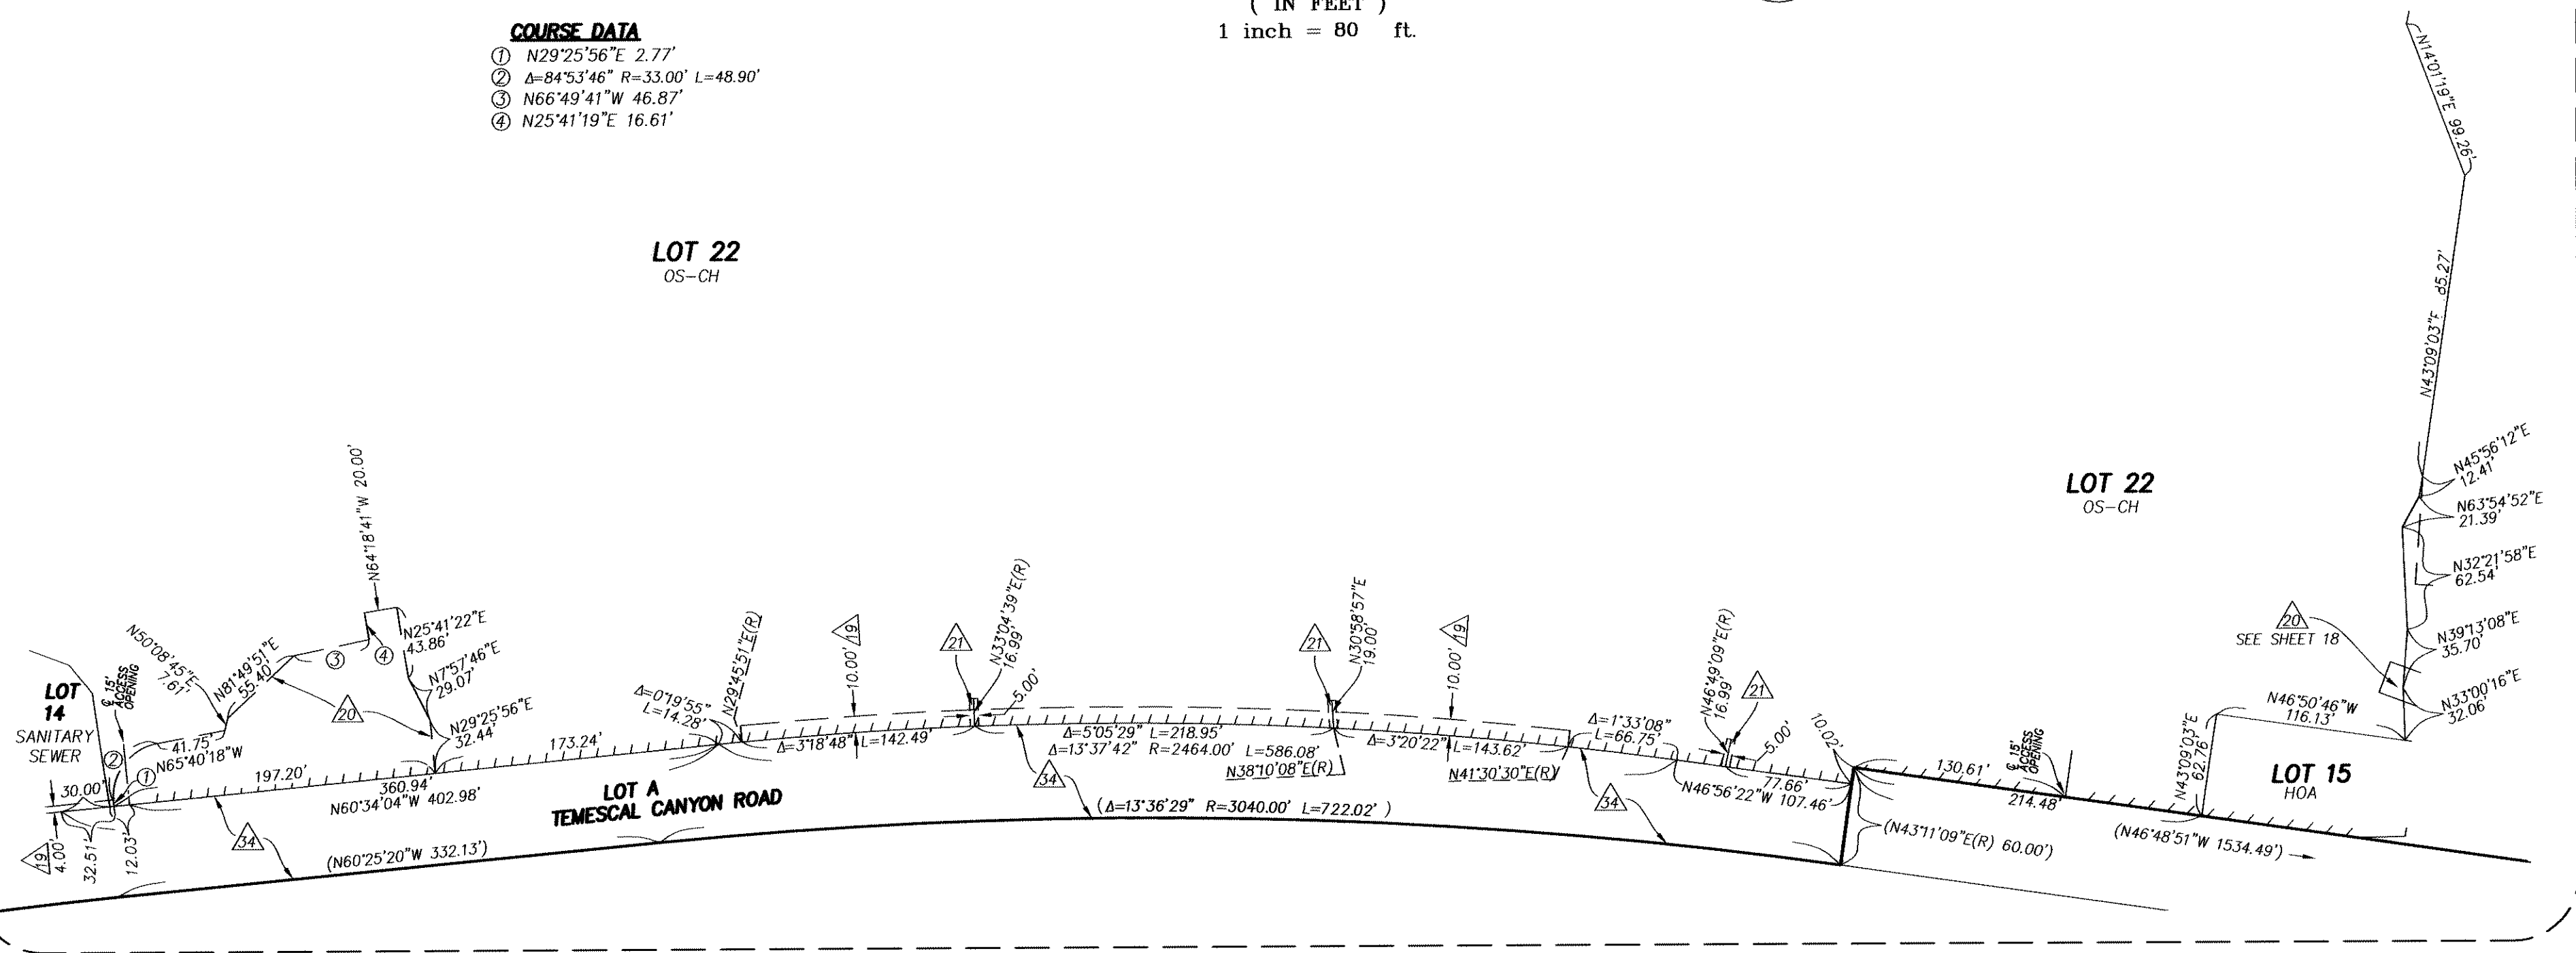 ( IN FEET )
1 inch = 80 ft.
COURSE DATA
① N29°25'56"E 2.77'
② Δ=84°53'46" R=33.00' L=48.90'
③ N66°49'41"W 46.87'
④ N25°41'19"E 16.61'
N14°01'19"E 99.26'
LOT 22
OS-CH
N43°09'03"E 85.27'
LOT 22
OS-CH
N45°56'12"E
12.41'
N63°54'52"E
21.39'
N32°21'58"E
62.54'
N39°13'08"E
35.70'
N33°00'16"E
32.06'
20
SEE SHEET 18
N46°50'46"W
116.13'
N43°09'03"E
62.76'
LOT 15
HOA
N64°18'41"W 20.00'
N25°41'22"E
43.86'
N7°57'46"E
29.07'
N29°25'56"E
32.44'
③
④
N50°08'45"E
7.61'
N81°49'51"E
55.40'
20
℄ 15'
ACCESS
OPENING
LOT
14
SANITARY
SEWER
②
①
41.75'
N65°40'18"W
30.00'
19
4.00'
32.51'
12.03'
197.20'
173.24'
360.94'
N60°34'04"W 402.98'
34
LOT A
TEMESCAL CANYON ROAD
(N60°25'20"W 332.13')
Δ=0°19'55"
L=14.28'
N29°45'51"E(R)
10.00'
19
21
N33°04'39"E(R)
16.99'
5.00'
Δ=3°18'48" L=142.49'
Δ=5°05'29" L=218.95'
Δ=13°37'42" R=2464.00' L=586.08'
34
21
N30°58'57"E
19.00'
10.00'
19
Δ=3°20'22" L=143.62'
N38°10'08"E(R)
N41°30'30"E(R)
(Δ=13°36'29" R=3040.00' L=722.02' )
Δ=1°33'08"
L=66.75'
34
N46°49'09"E(R)
16.99'
21
5.00'
10.02'
77.66'
N46°56'22"W 107.46'
130.61'
℄ 15'
ACCESS
OPENING
214.48'
(N43°11'09"E(R) 60.00')
(N46°48'51"W 1534.49')